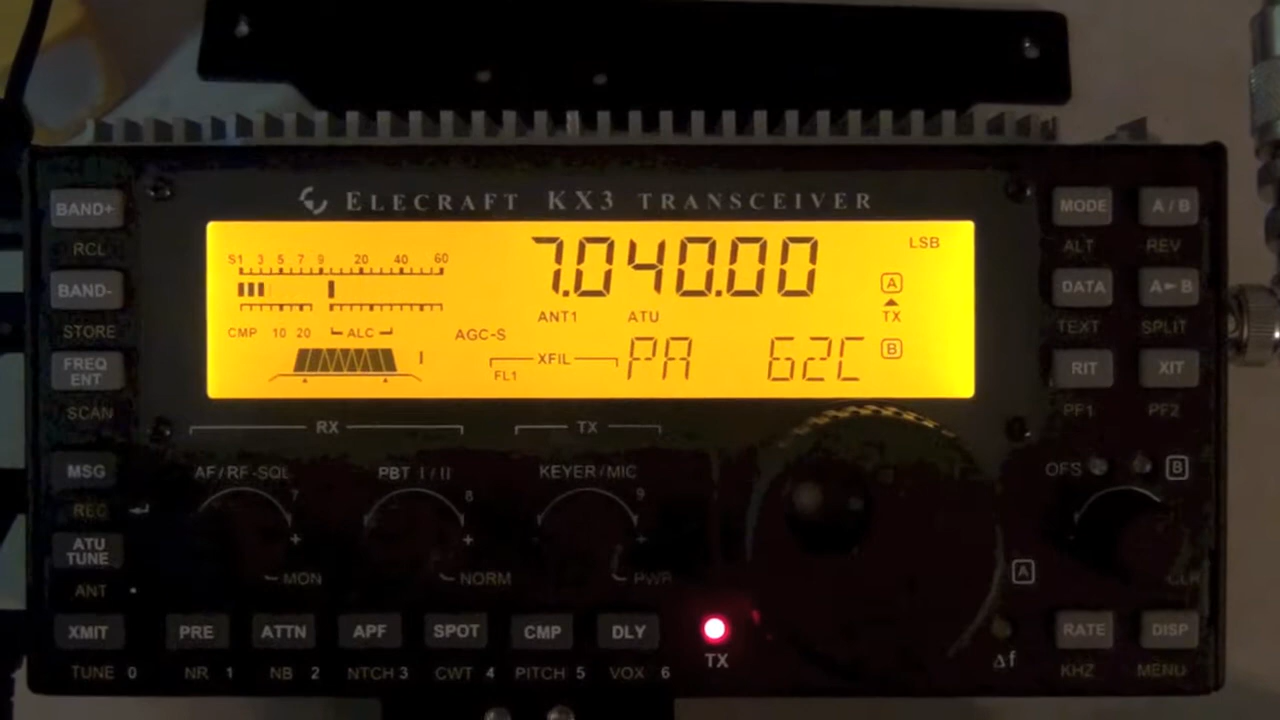 ELECRAFT KX3 TRANSCEIVER
BAND+
RCL
BAND-
STORE
FREQ
ENT
SCAN
MSG
REC
ATU
TUNE
ANT
S1 3 5 7 9 20 40 60
CMP 10 20 ALC
AGC-S
7.040.00
LSB
ANT1 ATU
A
TX
XFIL
FL1
I
PA 62C
B
MODE A / B
ALT REV
DATA A←B
TEXT SPLIT
RIT XIT
PF1 PF2
RX TX
AF/RF-SQL PBT I / II KEYER/MIC
7 8 9
+ + +
MON NORM PWR
OFS B
A
CLR
XMIT PRE ATTN APF SPOT CMP DLY
TX
RATE DISP
Δf
TUNE 0 NR 1 NB 2 NTCH 3 CWT 4 PITCH 5 VOX 6
KHZ MENU